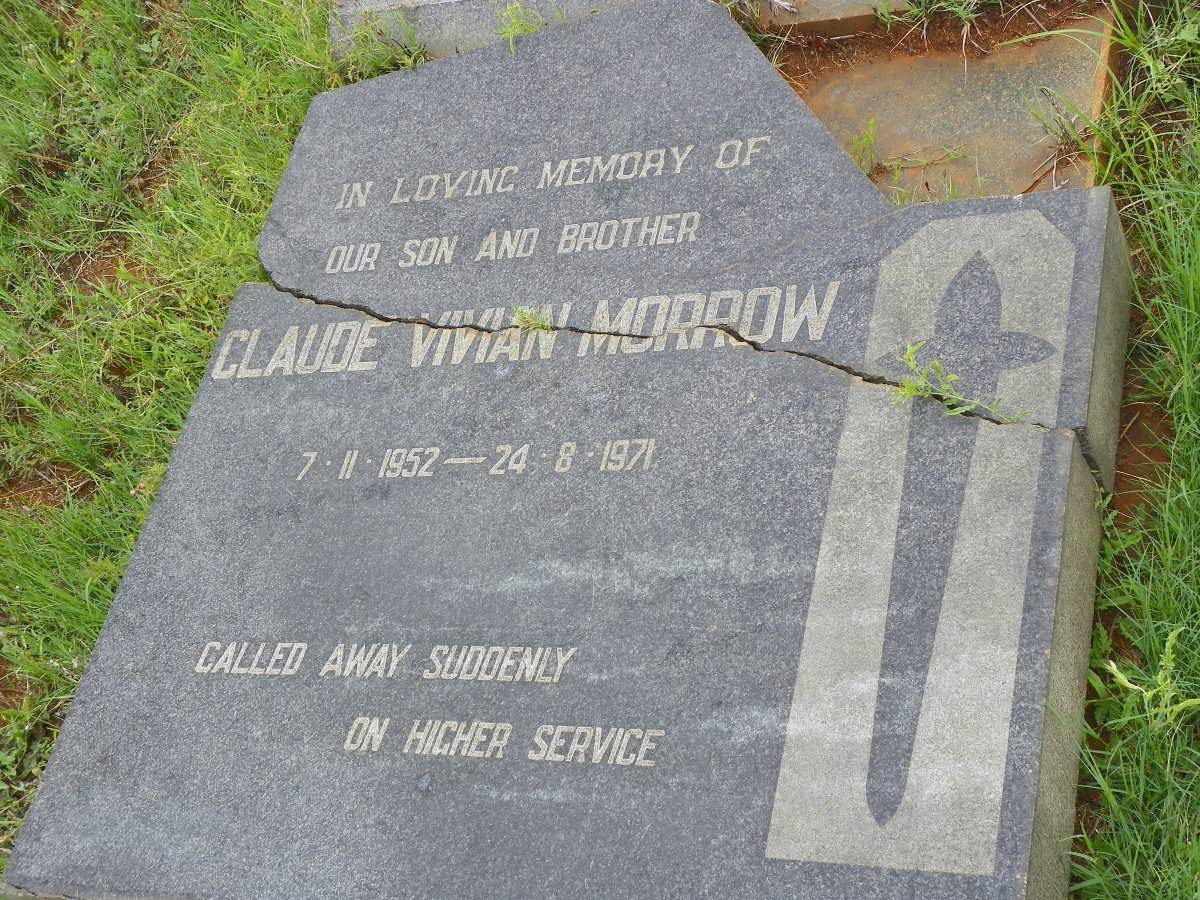 IN LOVING MEMORY OF
OUR SON AND BROTHER
CLAUDE VIVIAN MORROW
7·11·1952—24·8·1971
CALLED AWAY SUDDENLY
ON HIGHER SERVICE